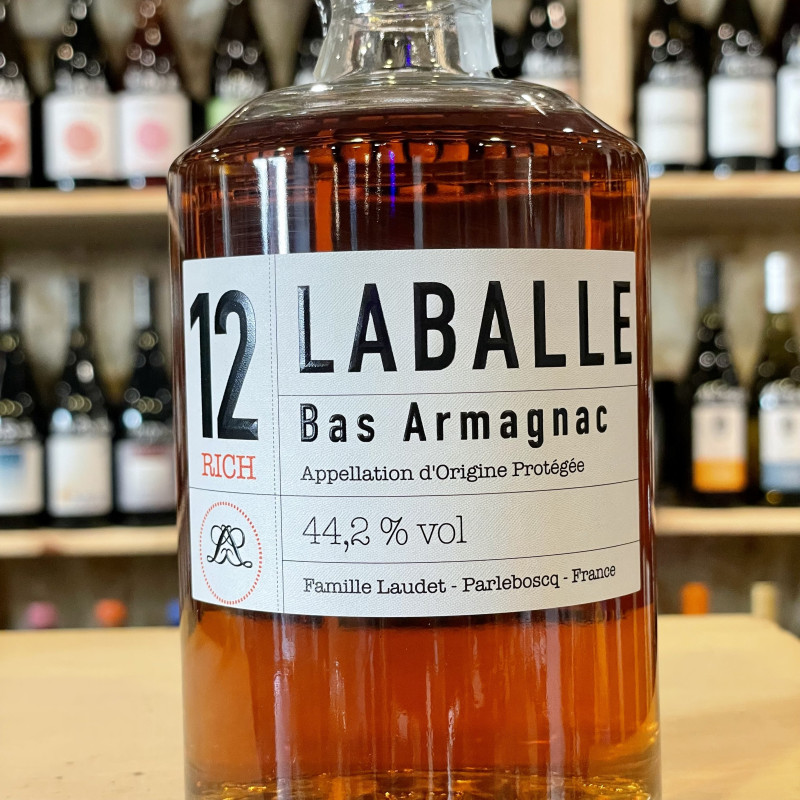 12
RICH
LABALLE
Bas Armagnac
Appellation d'Origine Protégée
44,2 % vol
Famille Laudet - Parleboscq - France